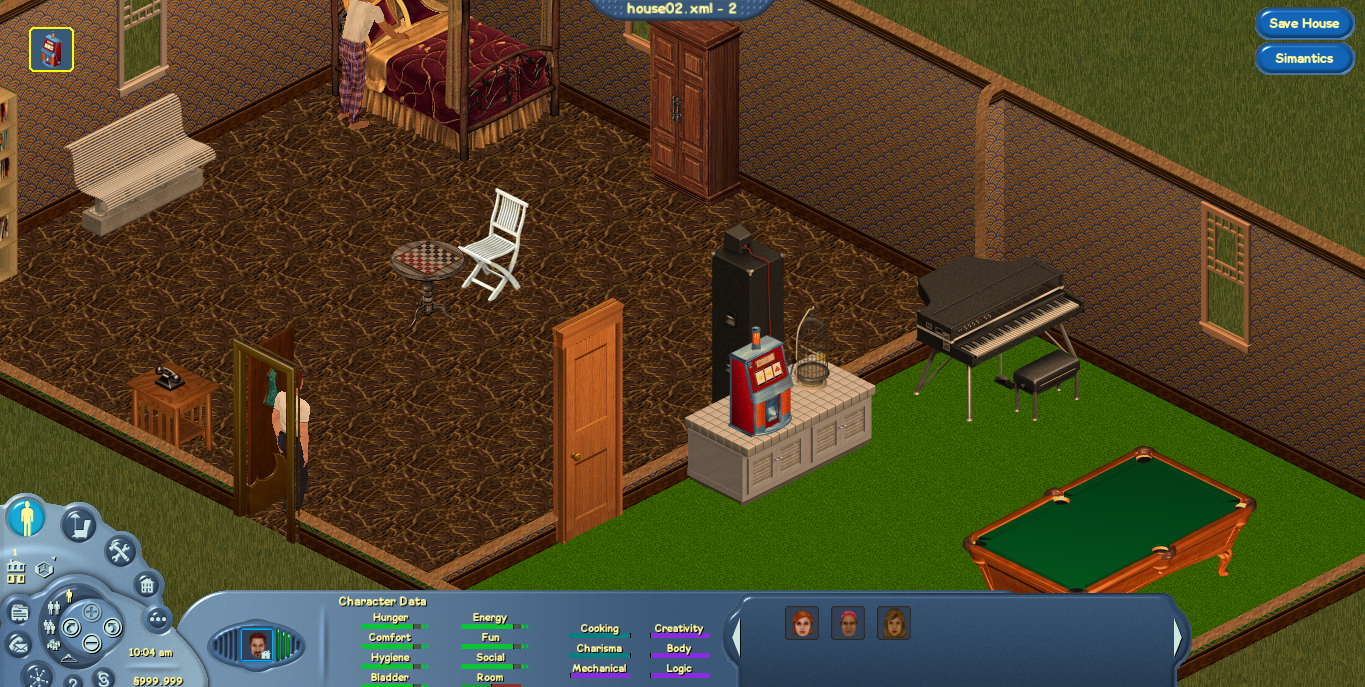 house02.xml - 2
Save House
Simantics
1
10:04 am
§999,999
?
Character Data
Hunger
Energy
Comfort
Fun
Hygiene
Social
Bladder
Room
Cooking
Creativity
Charisma
Body
Mechanical
Logic